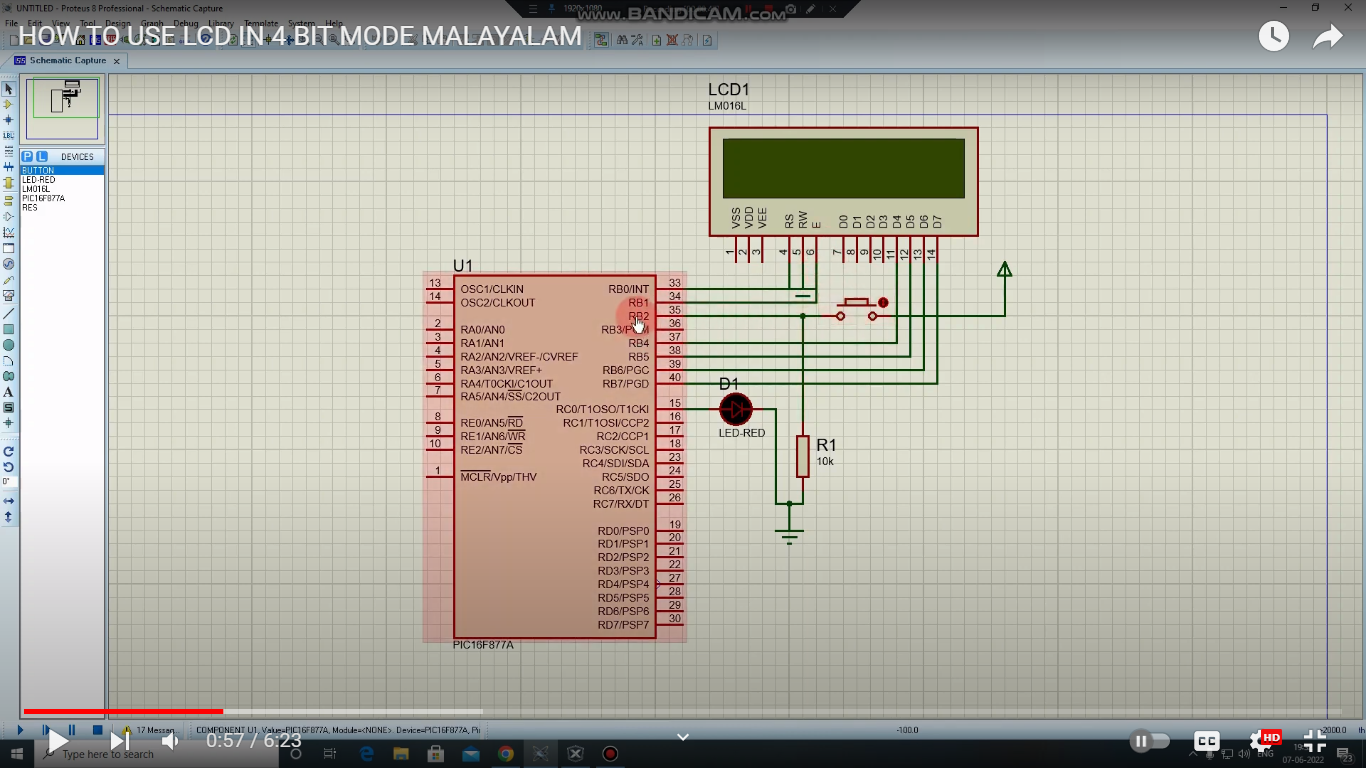 UNTITLED - Proteus 8 Professional - Schematic Capture
1920x1080
www.BANDICAM.com
File Edit View Tool Design Graph Debug Library Template System Help
HOW TO USE LCD IN 4 BIT MODE MALAYALAM
Schematic Capture
LCD1
LM016L
P L DEVICES
BUTTON
LED-RED
LM016L
PIC16F877A
RES
VSS VDD VEE RS RW E D0 D1 D2 D3 D4 D5 D6 D7
1 2 3 4 5 6 7 8 9 10 11 12 13 14
U1
13 OSC1/CLKIN RB0/INT 33
14 OSC2/CLKOUT RB1 34
RB2 35
2 RA0/AN0 36
3 RA1/AN1 RB4 37
4 RA2/AN2/VREF-/CVREF RB5 38
5 RA3/AN3/VREF+ RB6/PGC 39
6 RA4/T0CKI/C1OUT RB7/PGD 40
7 RA5/AN4/SS/C2OUT
RC0/T1OSO/T1CKI 15
8 RE0/AN5/RD RC1/T1OSI/CCP2 16
9 RE1/AN6/WR RC2/CCP1 17
10 RE2/AN7/CS RC3/SCK/SCL 18
RC4/SDI/SDA 23
1 MCLR/Vpp/THV RC5/SDO 24
RC6/TX/CK 25
RC7/RX/DT 26
RD0/PSP0 19
RD1/PSP1 20
RD2/PSP2 21
RD3/PSP3 22
RD4/PSP4 27
RD5/PSP5 28
RD6/PSP6 29
RD7/PSP7 30
PIC16F877A
D1
LED-RED
R1
10k
0°
17 Messa
COMPONENT U1, Value=PIC16F877A, Module=<NONE>, Device=PIC16F877A, Pi
-100.0
0:57 / 6:23
CC
HD
Type here to search
ENG
07-06-2022
23